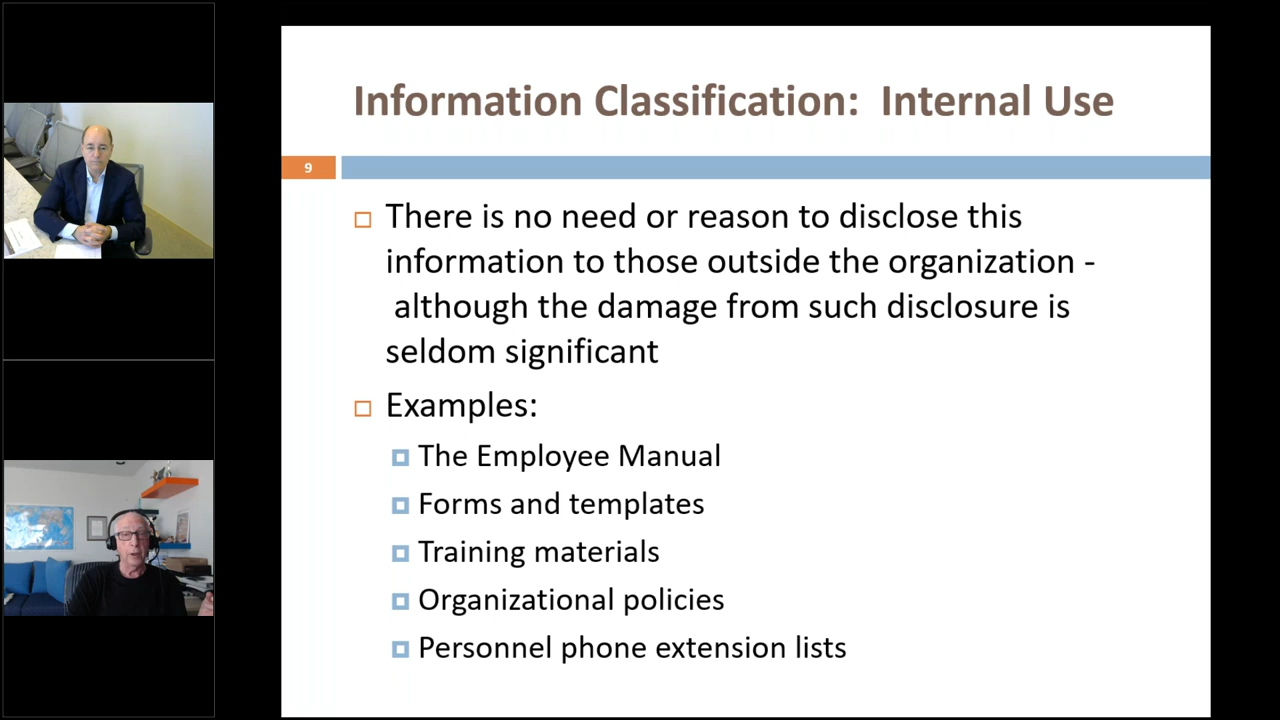 Information Classification:  Internal Use
9
There is no need or reason to disclose this
information to those outside the organization -
although the damage from such disclosure is
seldom significant
Examples:
The Employee Manual
Forms and templates
Training materials
Organizational policies
Personnel phone extension lists